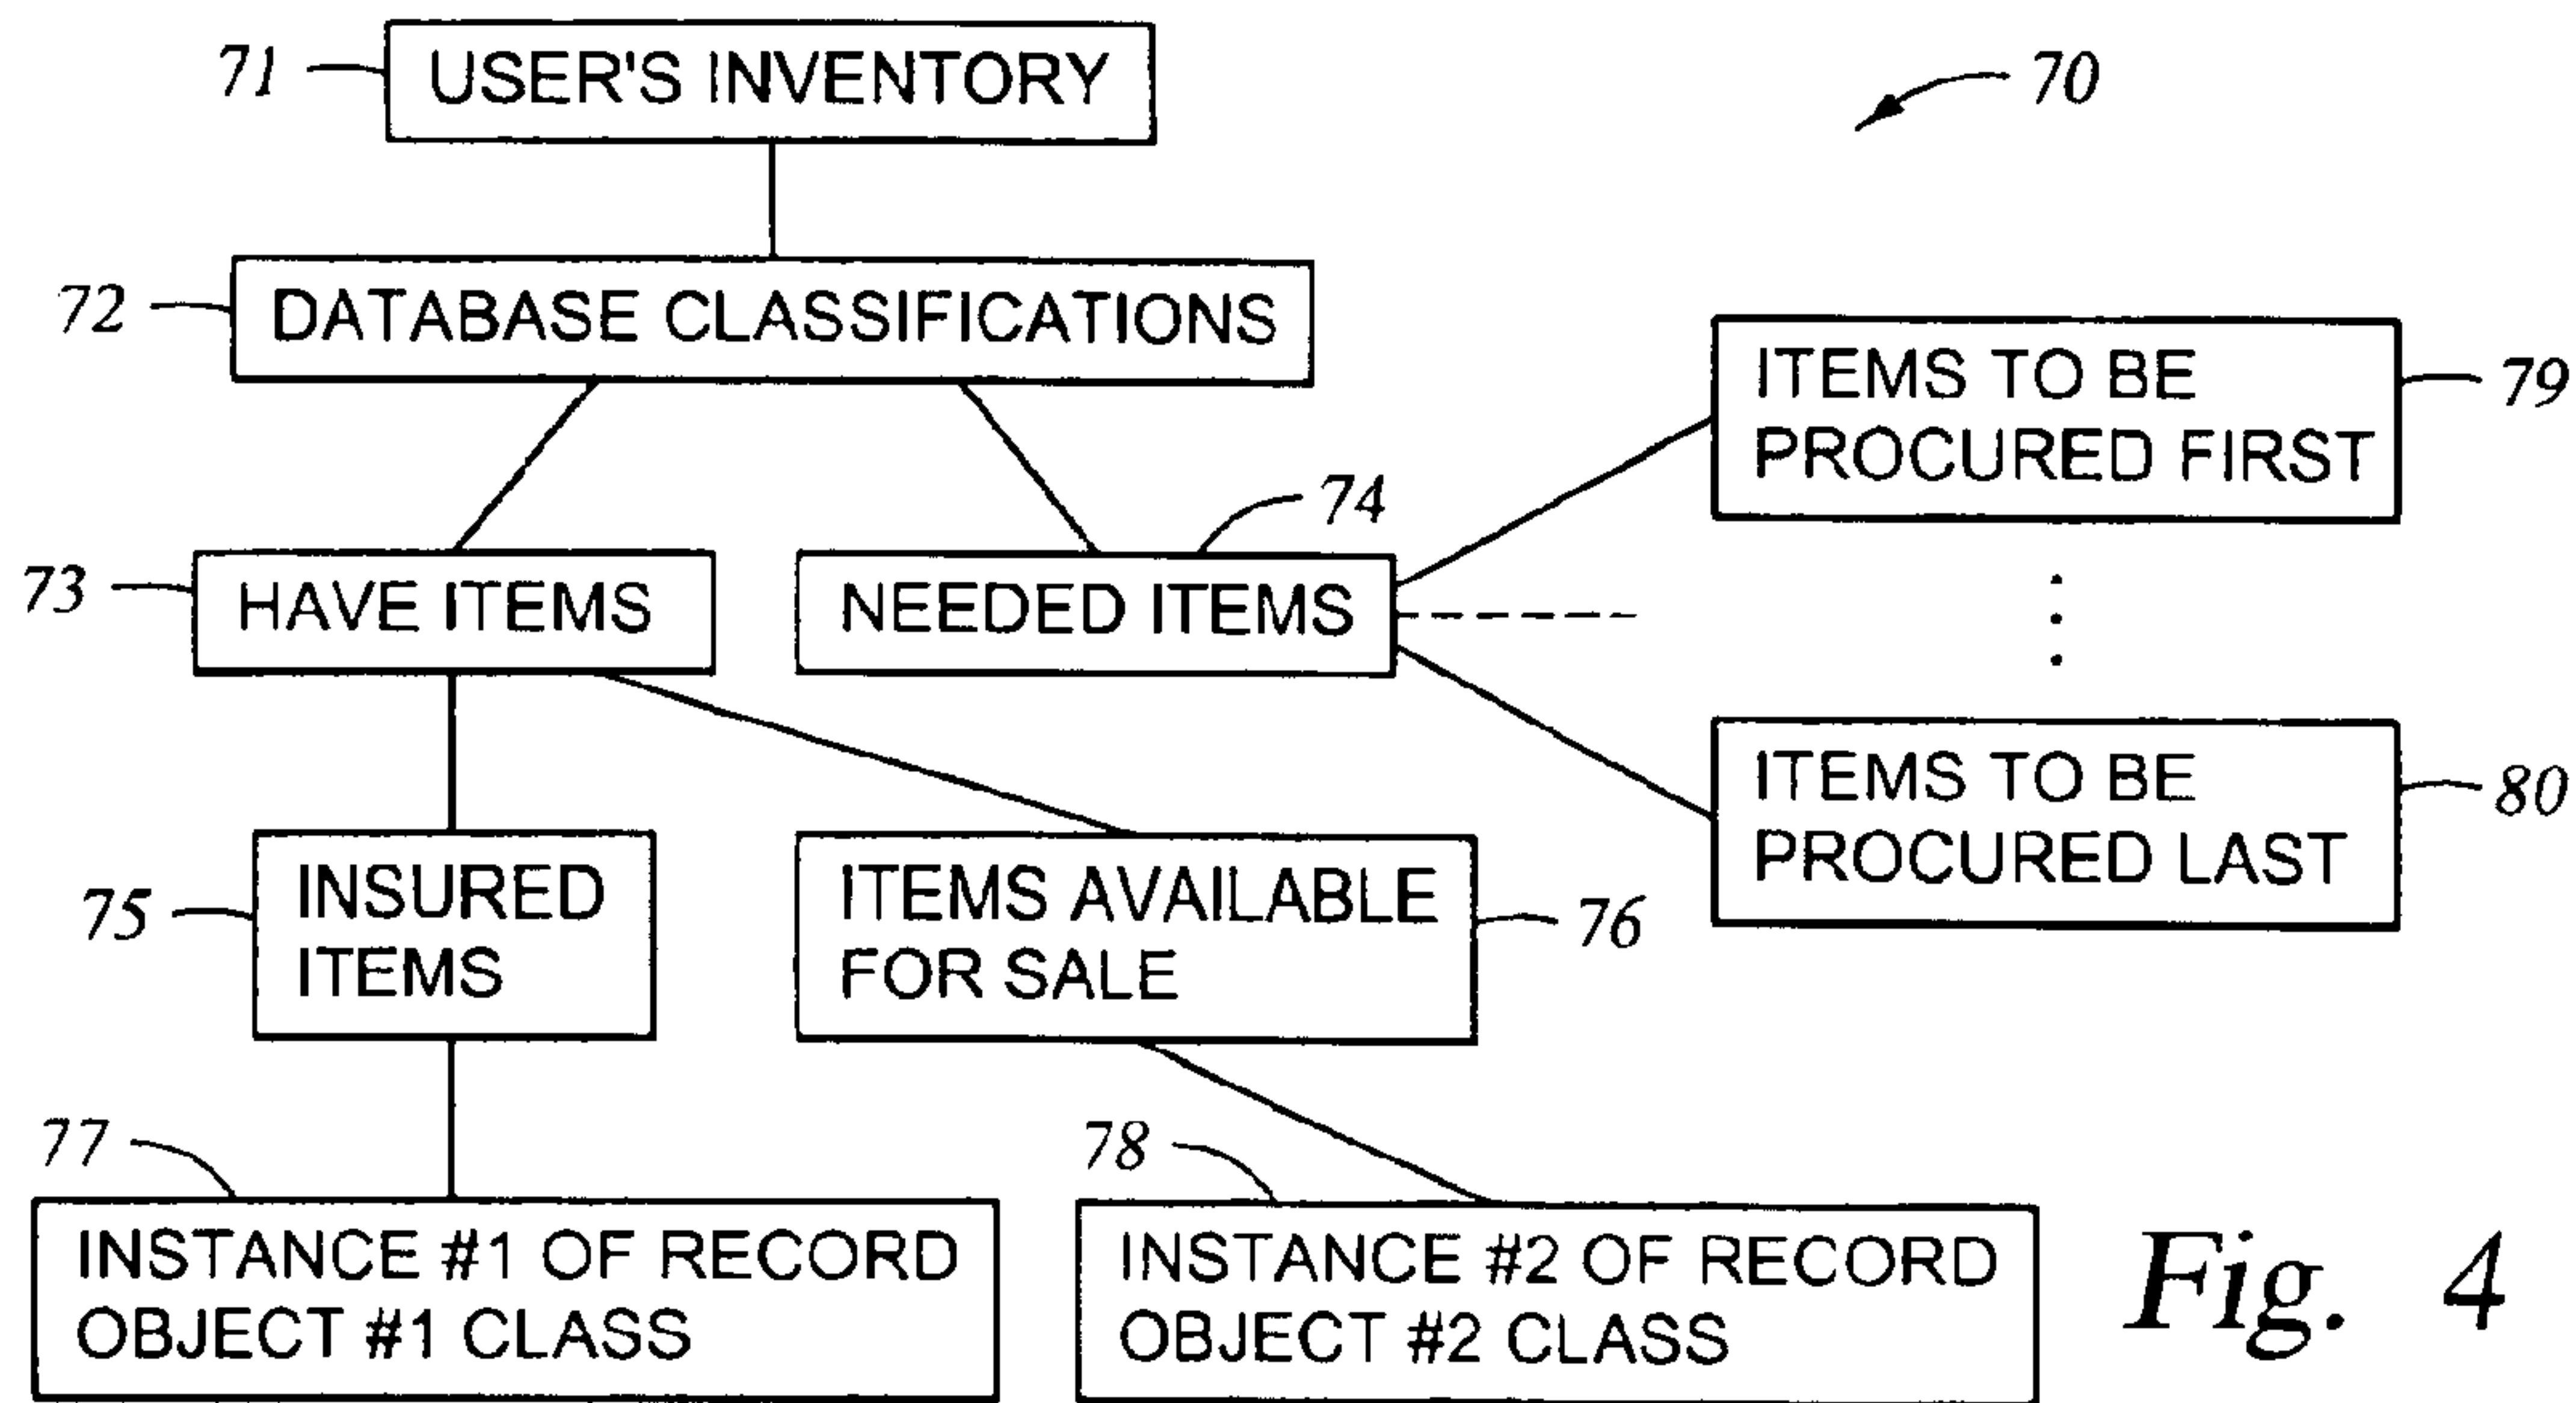 71
USER'S INVENTORY
70
72
DATABASE CLASSIFICATIONS
ITEMS TO BE
PROCURED FIRST
79
74
73
HAVE ITEMS
NEEDED ITEMS
ITEMS TO BE
PROCURED LAST
80
75
INSURED
ITEMS
ITEMS AVAILABLE
FOR SALE
76
77
78
INSTANCE #1 OF RECORD
OBJECT #1 CLASS
INSTANCE #2 OF RECORD
OBJECT #2 CLASS
Fig. 4